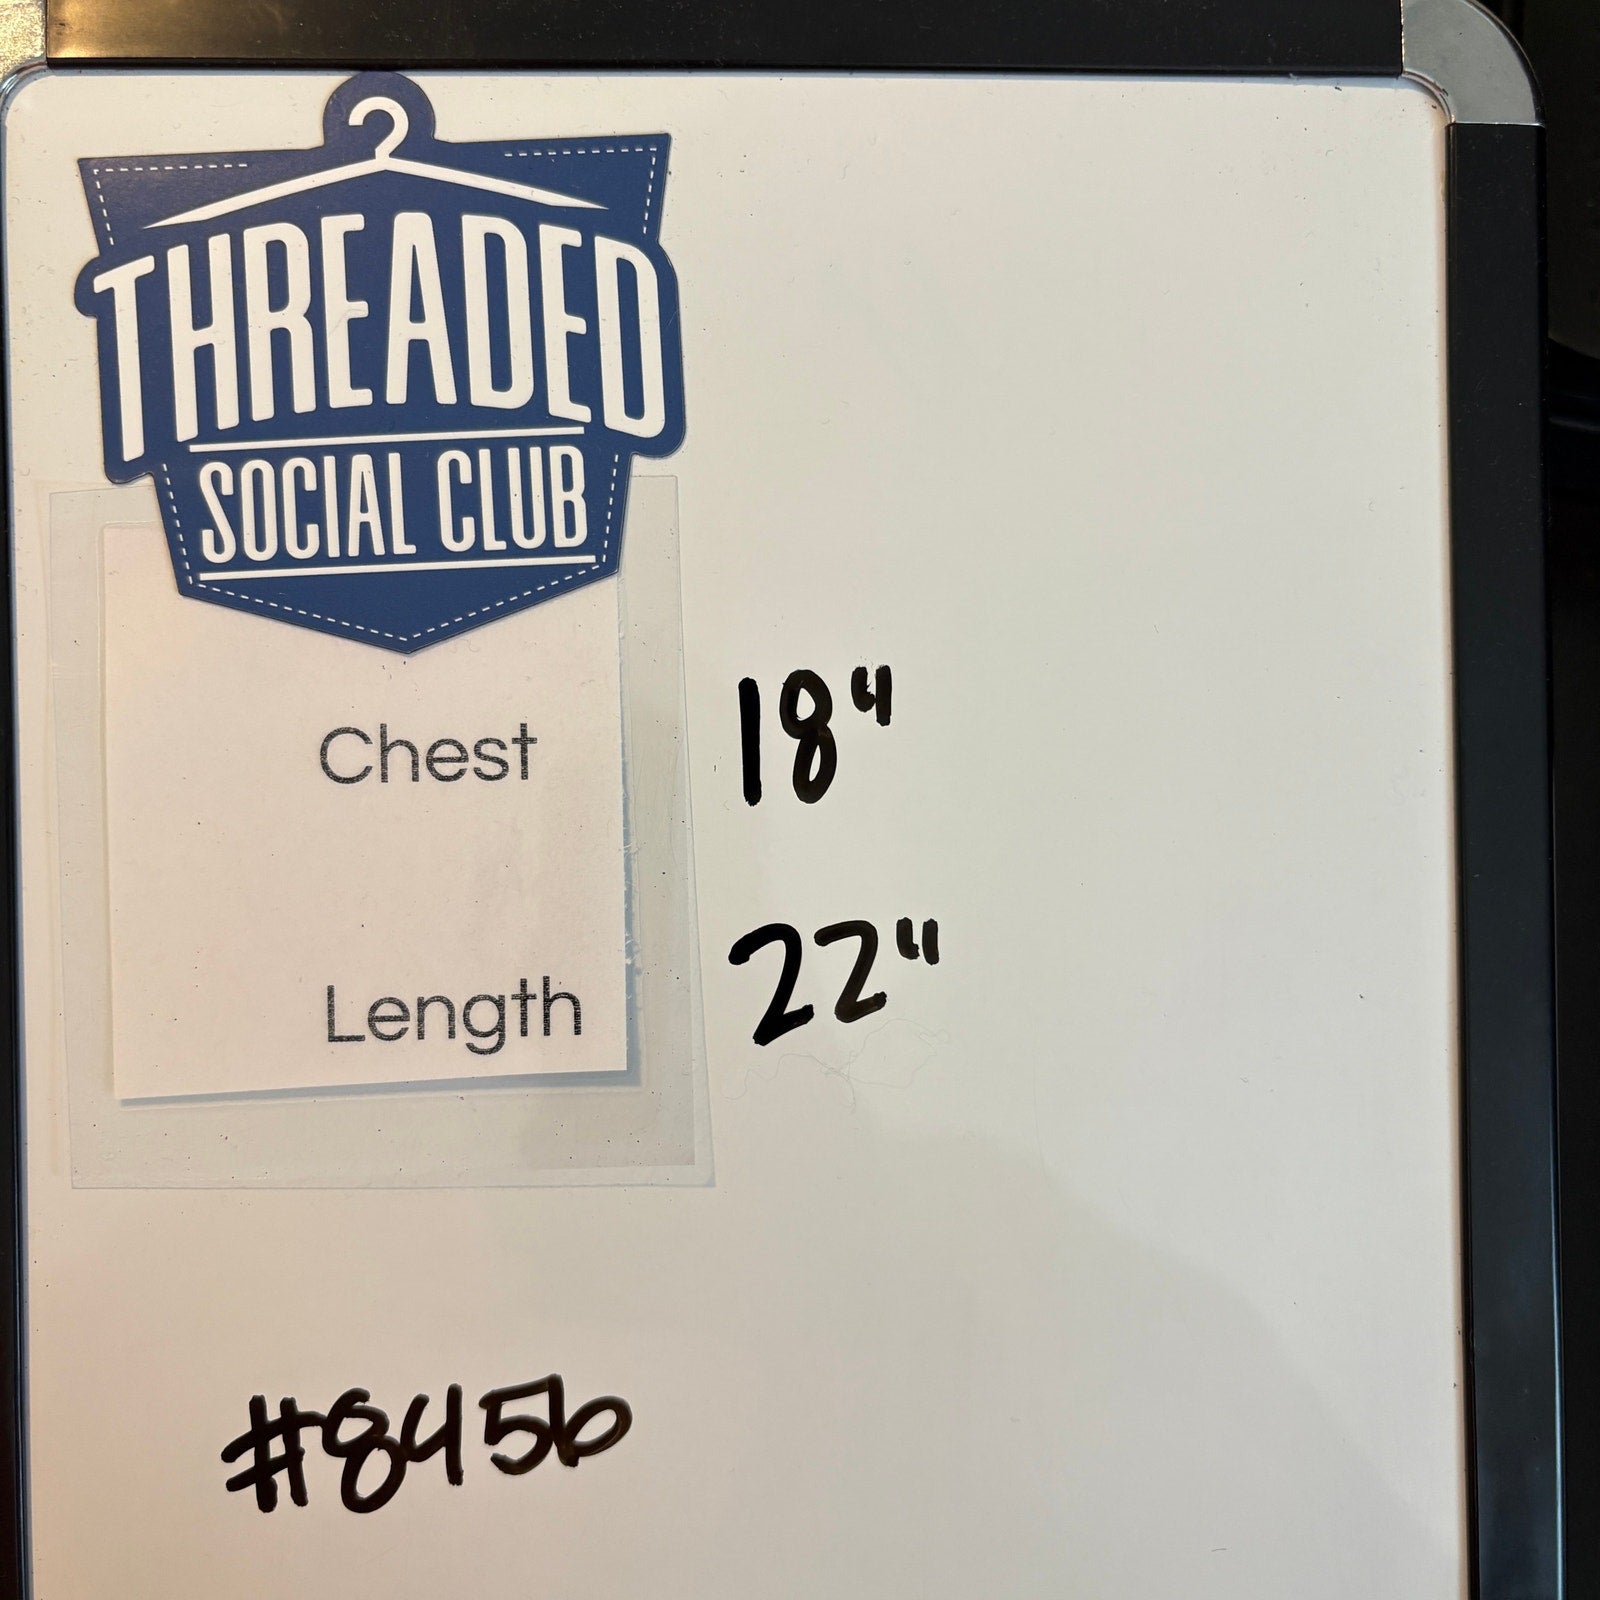 THREADED
SOCIAL CLUB
Chest 18"
Length 22"
#8456